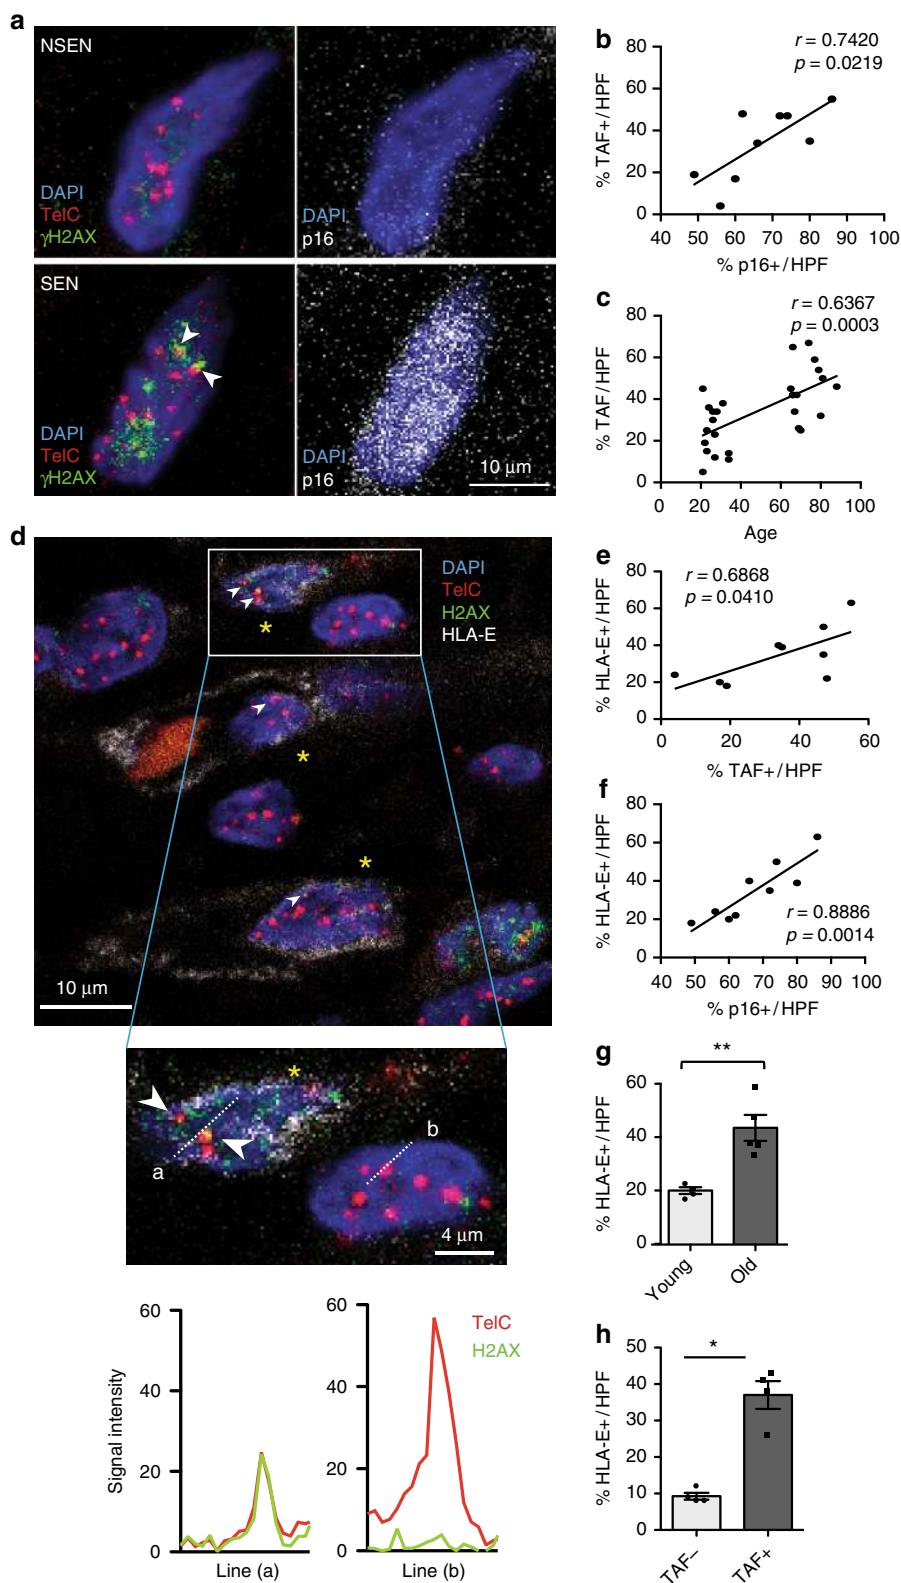 a
NSEN
DAPI
TelC
γH2AX
DAPI
p16
SEN
DAPI
TelC
γH2AX
DAPI
p16
10 μm
b
r = 0.7420
p = 0.0219
% TAF+/HPF
80
60
40
20
0
40 50 60 70 80 90 100
% p16+/HPF
c
r = 0.6367
p = 0.0003
% TAF/HPF
80
60
40
20
0
0 20 40 60 80 100
Age
d
DAPI
TelC
H2AX
HLA-E
*
*
*
10 μm
*
a
b
4 μm
Signal intensity
60
40
20
0
Line (a)
60
40
20
0
TelC
H2AX
Line (b)
e
r = 0.6868
p = 0.0410
% HLA-E+/HPF
80
60
40
20
0
0 20 40 60
% TAF+/HPF
f
% HLA-E+/HPF
80
60
40
20
0
r = 0.8886
p = 0.0014
40 50 60 70 80 90 100
% p16+/HPF
g
**
% HLA-E+/HPF
60
40
20
0
Young Old
h
*
% HLA-E+/HPF
50
40
30
20
10
0
TAF– TAF+